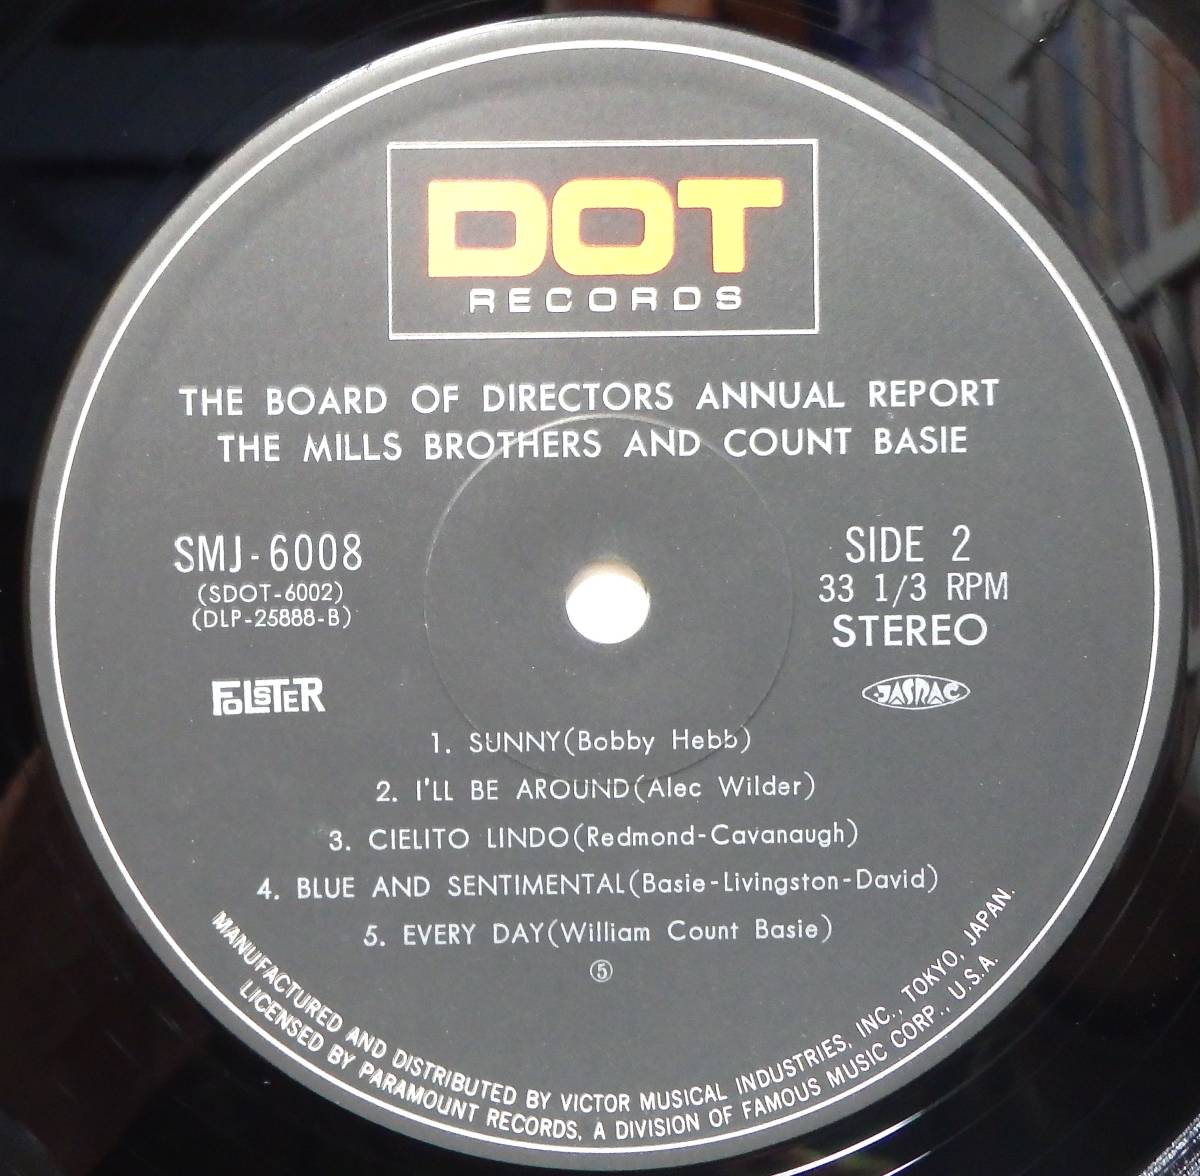 DOT
RECORDS
THE BOARD OF DIRECTORS ANNUAL REPORT
THE MILLS BROTHERS AND COUNT BASIE
SMJ-6008
(SDOT-6002)
(DLP-25888-B)
FOLSTER
SIDE 2
33 1/3 RPM
STEREO
JASRAC
1. SUNNY(Bobby Hebb)
2. I'LL BE AROUND(Alec Wilder)
3. CIELITO LINDO(Redmond-Cavanaugh)
4. BLUE AND SENTIMENTAL(Basie-Livingston-David)
5. EVERY DAY(William Count Basie)
⑤
MANUFACTURED AND DISTRIBUTED BY VICTOR MUSICAL INDUSTRIES, INC., TOKYO, JAPAN.
LICENSED BY PARAMOUNT RECORDS, A DIVISION OF FAMOUS MUSIC CORP., U.S.A.